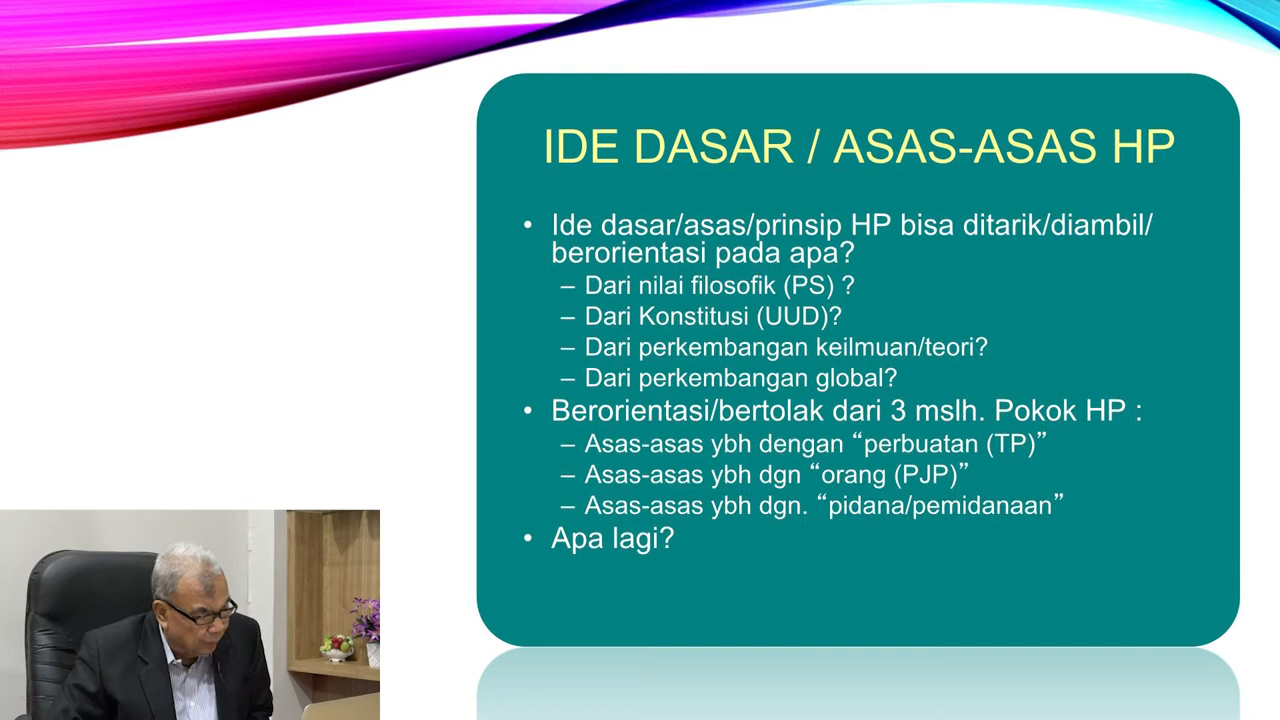 IDE DASAR / ASAS-ASAS HP
• Ide dasar/asas/prinsip HP bisa ditarik/diambil/
berorientasi pada apa?
– Dari nilai filosofik (PS) ?
– Dari Konstitusi (UUD)?
– Dari perkembangan keilmuan/teori?
– Dari perkembangan global?
• Berorientasi/bertolak dari 3 mslh. Pokok HP :
– Asas-asas ybh dengan “perbuatan (TP)”
– Asas-asas ybh dgn “orang (PJP)”
– Asas-asas ybh dgn. “pidana/pemidanaan”
• Apa lagi?